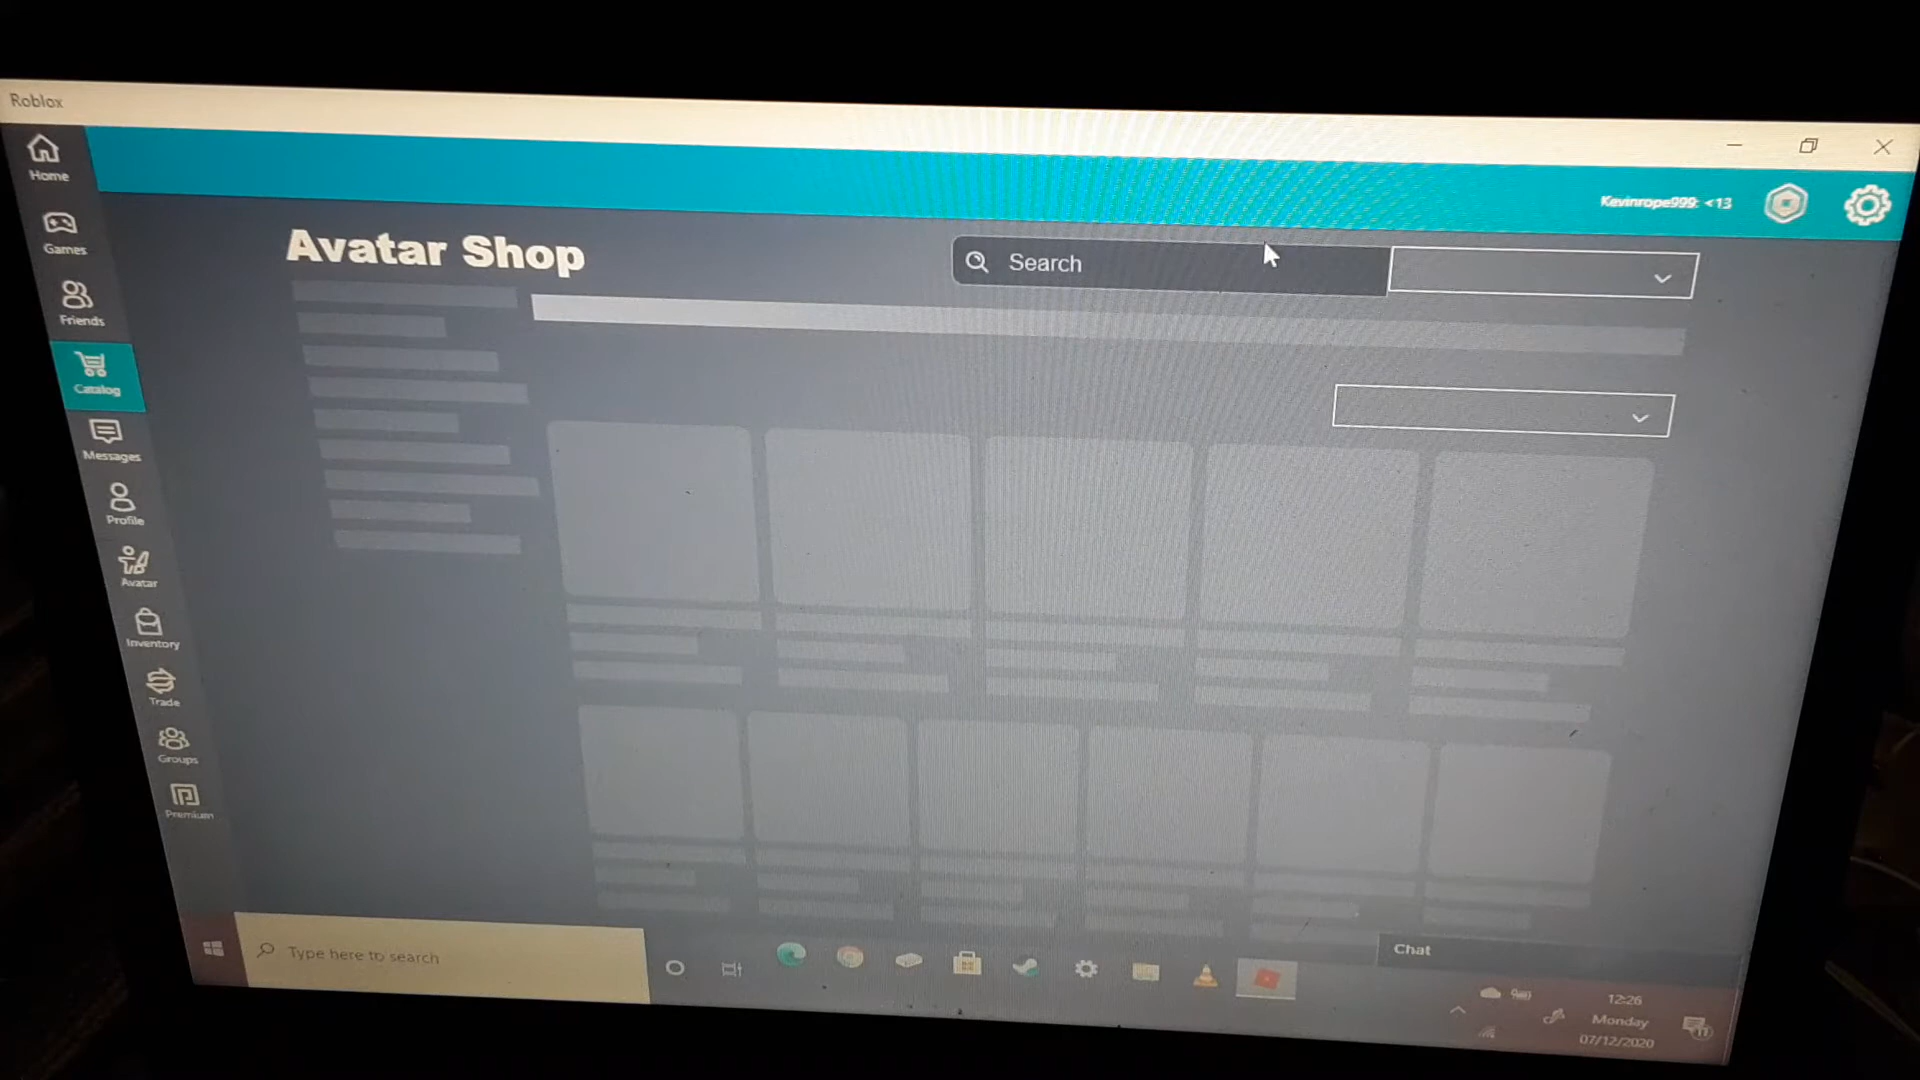 Roblox
Home
Kevinrope999: <13
Avatar Shop
Search
Games
Friends
Catalog
Messages
Profile
Avatar
Inventory
Trade
Groups
Premium
Chat
Type here to search
12:26
Monday
07/12/2020
11